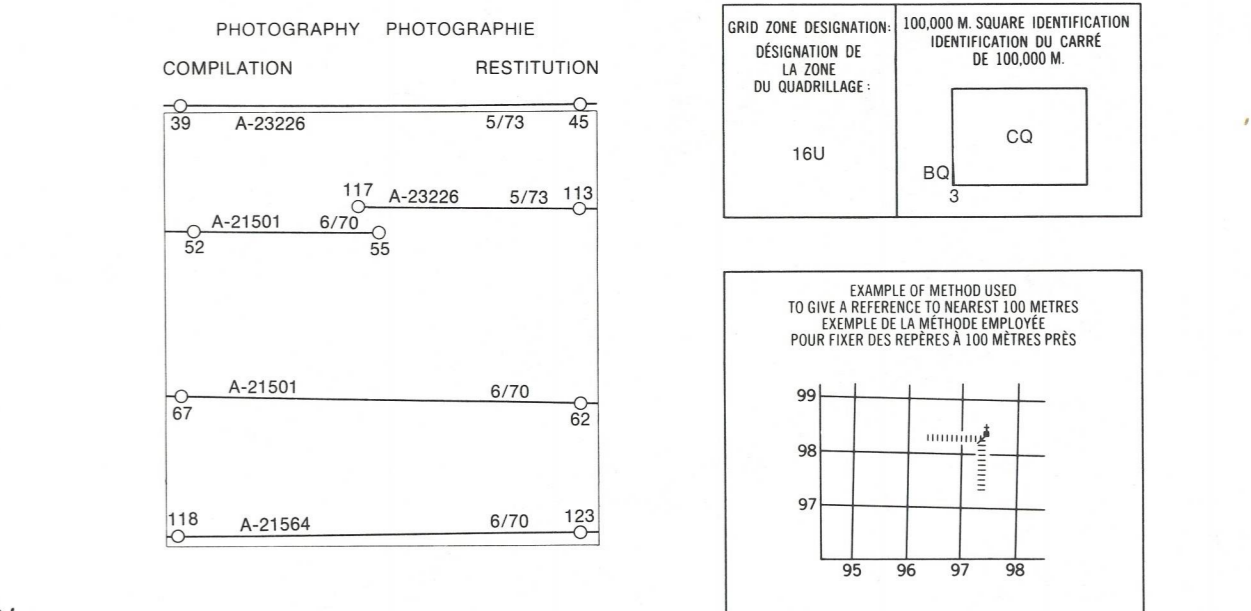 PHOTOGRAPHY PHOTOGRAPHIE
COMPILATION RESTITUTION
39 A-23226 5/73 45
117 A-23226 5/73 113
A-21501 6/70
52 55
A-21501 6/70
67 62
118 A-21564 6/70 123
GRID ZONE DESIGNATION:
DÉSIGNATION DE
LA ZONE
DU QUADRILLAGE :
16U
100,000 M. SQUARE IDENTIFICATION
IDENTIFICATION DU CARRÉ
DE 100,000 M.
CQ
BQ
3
EXAMPLE OF METHOD USED
TO GIVE A REFERENCE TO NEAREST 100 METRES
EXEMPLE DE LA MÉTHODE EMPLOYÉE
POUR FIXER DES REPÈRES À 100 MÈTRES PRÈS
99
98
97
95 96 97 98